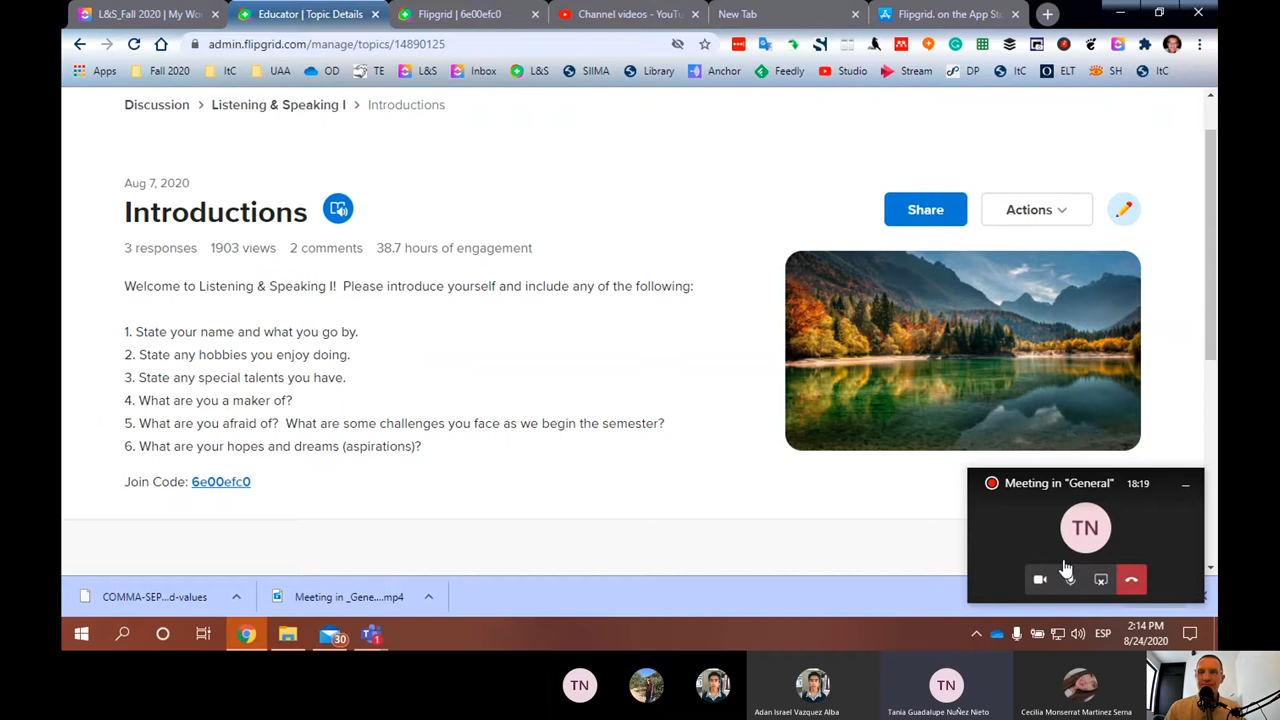 L&S_Fall 2020 | My Wo
Educator | Topic Details
Flipgrid | 6e00efc0
Channel videos - YouTu
New Tab
Flipgrid. on the App Sto
admin.flipgrid.com/manage/topics/14890125
Apps
Fall 2020
ItC
UAA
OD
TE
L&S
Inbox
L&S
SIIMA
Library
Anchor
Feedly
Studio
Stream
DP
ItC
ELT
SH
ItC
Discussion > Listening & Speaking I > Introductions
Aug 7, 2020
Introductions
Share
Actions
3 responses 1903 views 2 comments 38.7 hours of engagement
Welcome to Listening & Speaking I! Please introduce yourself and include any of the following:
1. State your name and what you go by.
2. State any hobbies you enjoy doing.
3. State any special talents you have.
4. What are you a maker of?
5. What are you afraid of? What are some challenges you face as we begin the semester?
6. What are your hopes and dreams (aspirations)?
Join Code: 6e00efc0
Meeting in "General" 18:19
TN
COMMA-SEP....d-values
Meeting in _Gene....mp4
30
1
ESP
2:14 PM
8/24/2020
TN
TN
Adan Israel Vazquez Alba
Tania Guadalupe NuÑez Nieto
Cecilia Monserrat Martinez Serna